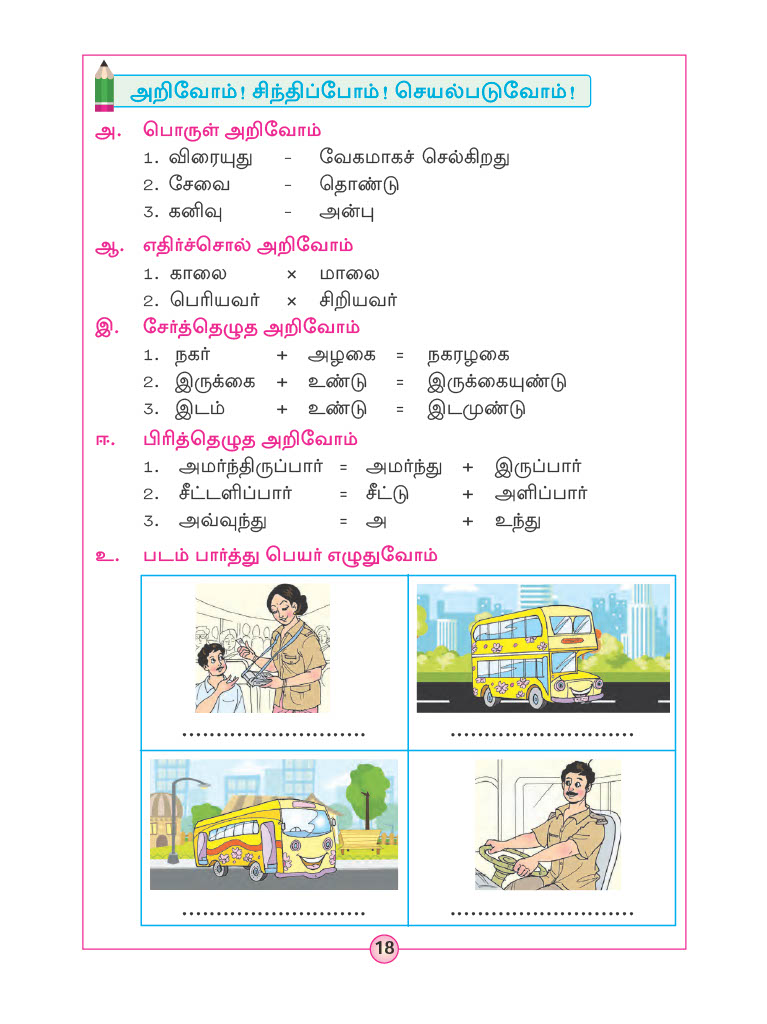 அறிவோம்! சிந்திப்போம்! செயல்படுவோம்!
அ. பொருள் அறிவோம்
1. விரையுது - வேகமாகச் செல்கிறது
2. சேவை - தொண்டு
3. கனிவு - அன்பு
ஆ. எதிர்ச்சொல் அறிவோம்
1. காலை × மாலை
2. பெரியவர் × சிறியவர்
இ. சேர்த்தெழுத அறிவோம்
1. நகர் + அழகை = நகரழகை
2. இருக்கை + உண்டு = இருக்கையுண்டு
3. இடம் + உண்டு = இடமுண்டு
ஈ. பிரித்தெழுத அறிவோம்
1. அமர்ந்திருப்பார் = அமர்ந்து + இருப்பார்
2. சீட்டளிப்பார் = சீட்டு + அளிப்பார்
3. அவ்வுந்து = அ + உந்து
உ. படம் பார்த்து பெயர் எழுதுவோம்
........................... ...........................
........................... ...........................
18